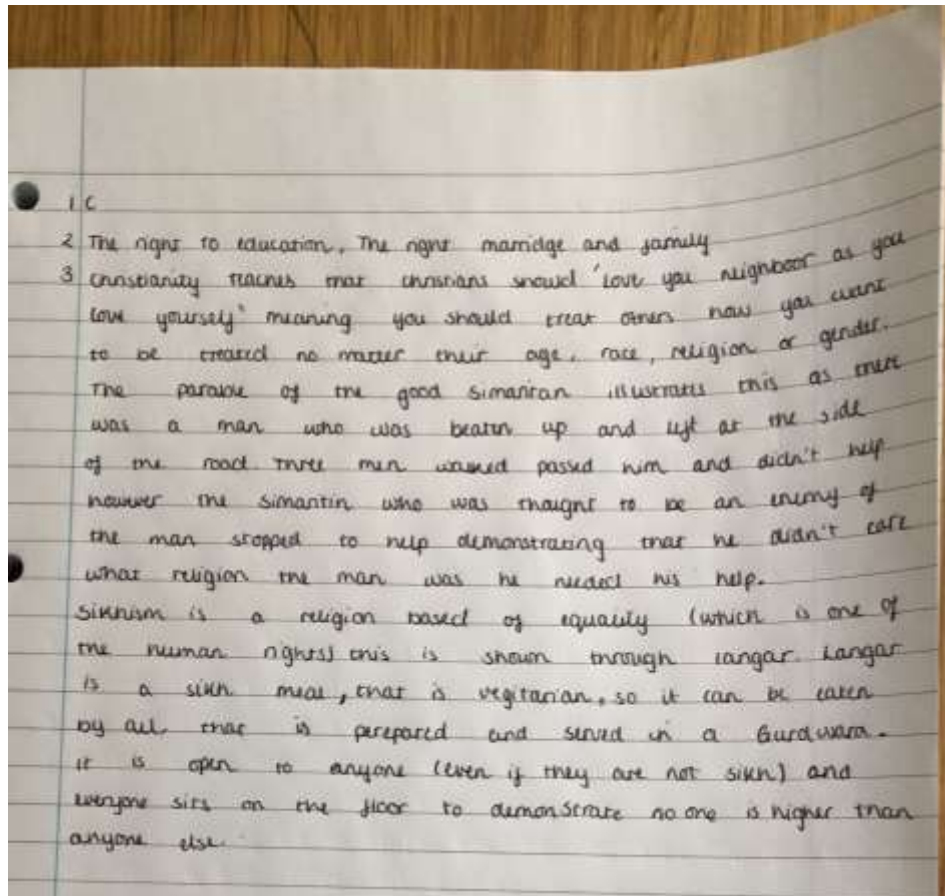 1 C
2 The right to education, The right marridge and family
3 Christianity teaches that christians should 'love you neighboor as you
love yourself' meaning you should treat others how you want
to be treated no matter their age, race, religion or gender.
The parable of the good Simaritan illustrates this as there
was a man who was beaten up and left at the side
of the road Three men walked passed him and didn't help
however the simantin who was thaught to be an enemy of
the man stopped to help demonstrating that he didn't care
what religion the man was he needed his help.
Sikhism is a religion based of equality (which is one of
the human rights) this is shown through langar. Langar
is a sikh meal, that is vegitarian, so it can be eaten
by all that is perepared and served in a Gurdwara.
it is open to anyone (even if they are not sikh) and
everyone sits on the floor to demonstrate no one is higher than
anyone else.